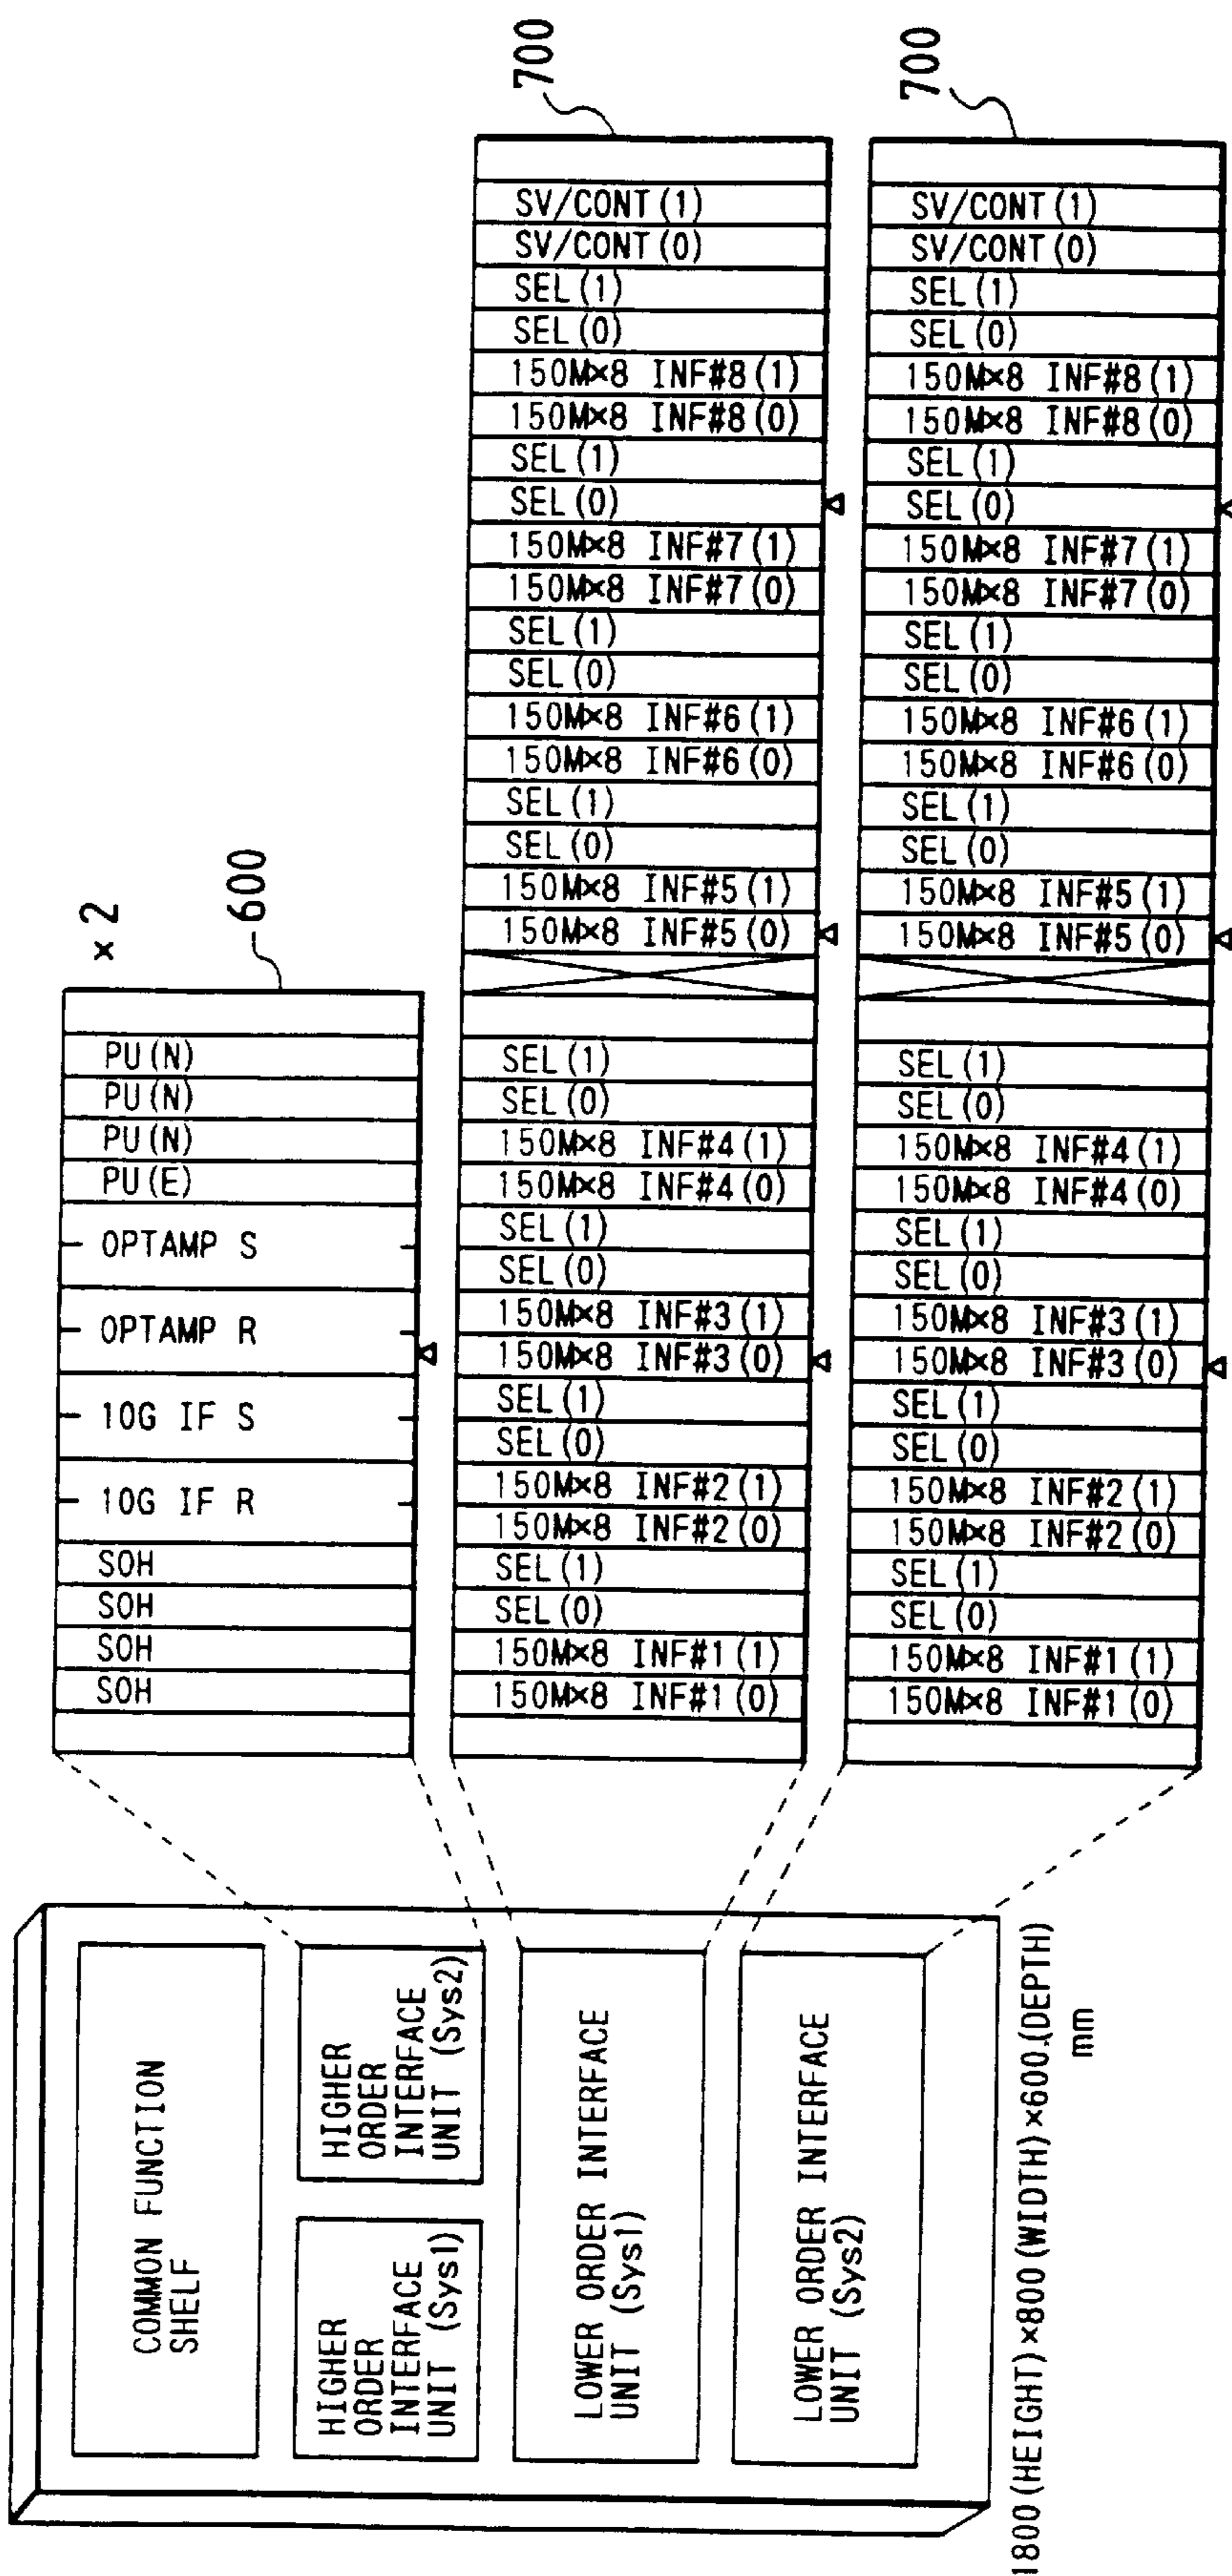 COMMON FUNCTION
SHELF
HIGHER
ORDER
INTERFACE
UNIT (Sys1)
HIGHER
ORDER
INTERFACE
UNIT (Sys2)
LOWER ORDER INTERFACE
UNIT (Sys1)
LOWER ORDER INTERFACE
UNIT (Sys2)
1800(HEIGHT)×800(WIDTH)×600.(DEPTH)
mm
SOH
SOH
SOH
SOH
10G IF R
10G IF S
OPTAMP R
OPTAMP S
PU(E)
PU(N)
PU(N)
PU(N)
× 2
600
150M×8 INF#1(0)
150M×8 INF#1(1)
SEL(0)
SEL(1)
150M×8 INF#2(0)
150M×8 INF#2(1)
SEL(0)
SEL(1)
150M×8 INF#3(0)
150M×8 INF#3(1)
SEL(0)
SEL(1)
150M×8 INF#4(0)
150M×8 INF#4(1)
SEL(0)
SEL(1)
150M×8 INF#5(0)
150M×8 INF#5(1)
SEL(0)
SEL(1)
150M×8 INF#6(0)
150M×8 INF#6(1)
SEL(0)
SEL(1)
150M×8 INF#7(0)
150M×8 INF#7(1)
SEL(0)
SEL(1)
150M×8 INF#8(0)
150M×8 INF#8(1)
SEL(0)
SEL(1)
SV/CONT(0)
SV/CONT(1)
700
150M×8 INF#1(0)
150M×8 INF#1(1)
SEL(0)
SEL(1)
150M×8 INF#2(0)
150M×8 INF#2(1)
SEL(0)
SEL(1)
150M×8 INF#3(0)
150M×8 INF#3(1)
SEL(0)
SEL(1)
150M×8 INF#4(0)
150M×8 INF#4(1)
SEL(0)
SEL(1)
150M×8 INF#5(0)
150M×8 INF#5(1)
SEL(0)
SEL(1)
150M×8 INF#6(0)
150M×8 INF#6(1)
SEL(0)
SEL(1)
150M×8 INF#7(0)
150M×8 INF#7(1)
SEL(0)
SEL(1)
150M×8 INF#8(0)
150M×8 INF#8(1)
SEL(0)
SEL(1)
SV/CONT(0)
SV/CONT(1)
700